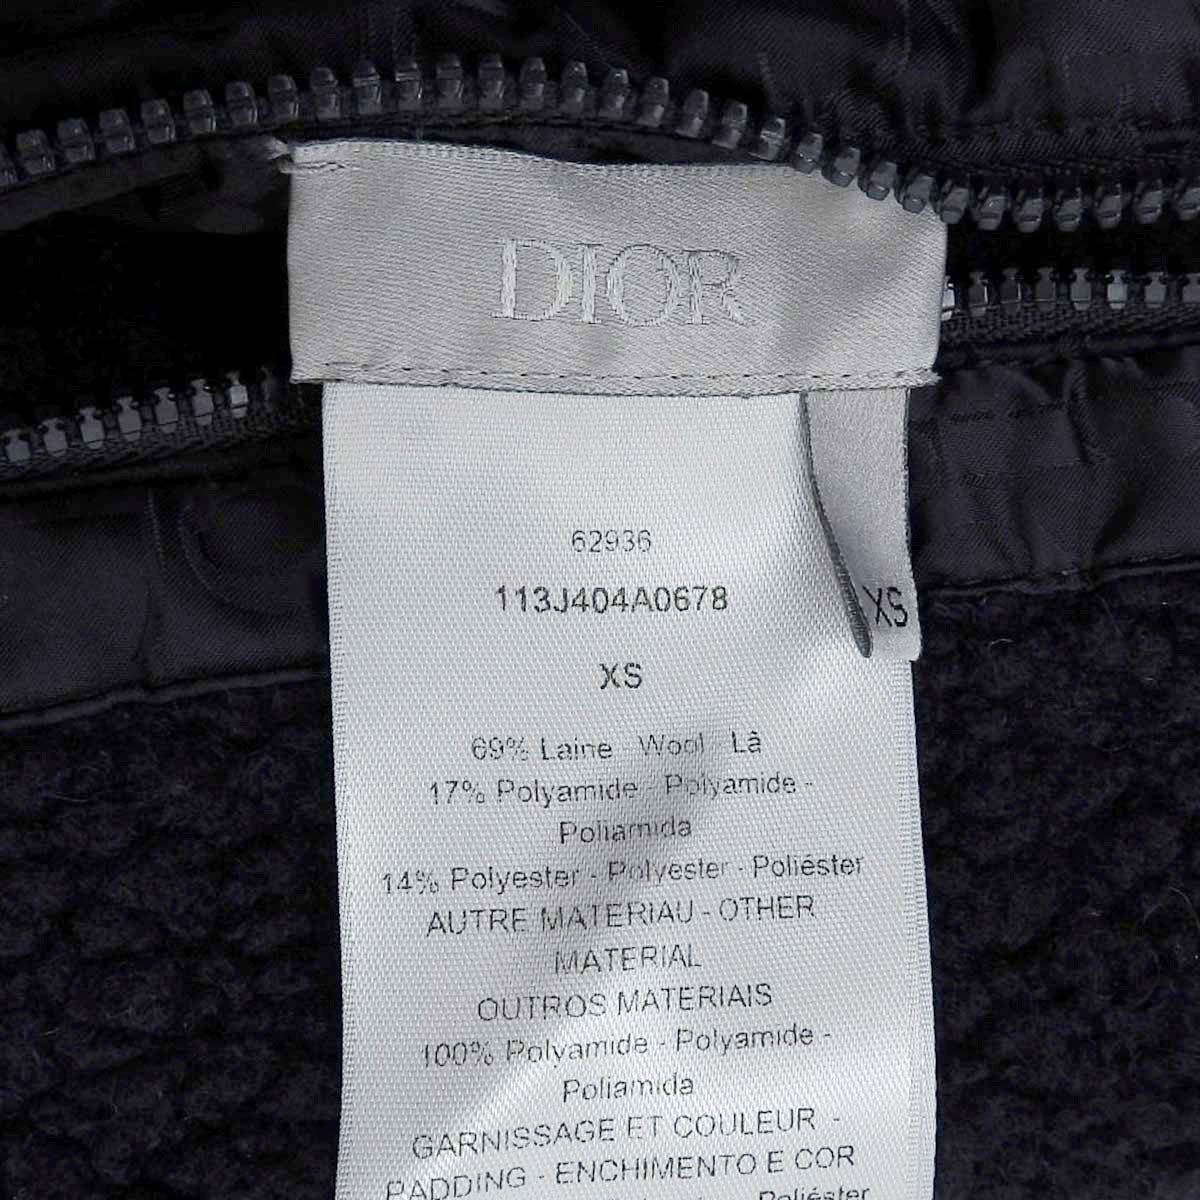 DIOR
62936
113J404A0678
XS
XS
69% Laine - Wool - Lã
17% Polyamide - Polyamide -
Poliamida
14% Polyester - Polyester - Poliéster
AUTRE MATERIAU - OTHER
MATERIAL
OUTROS MATERIAIS
100% Polyamide - Polyamide -
Poliamida
GARNISSAGE ET COULEUR -
PADDING - ENCHIMENTO E COR
Poliéster